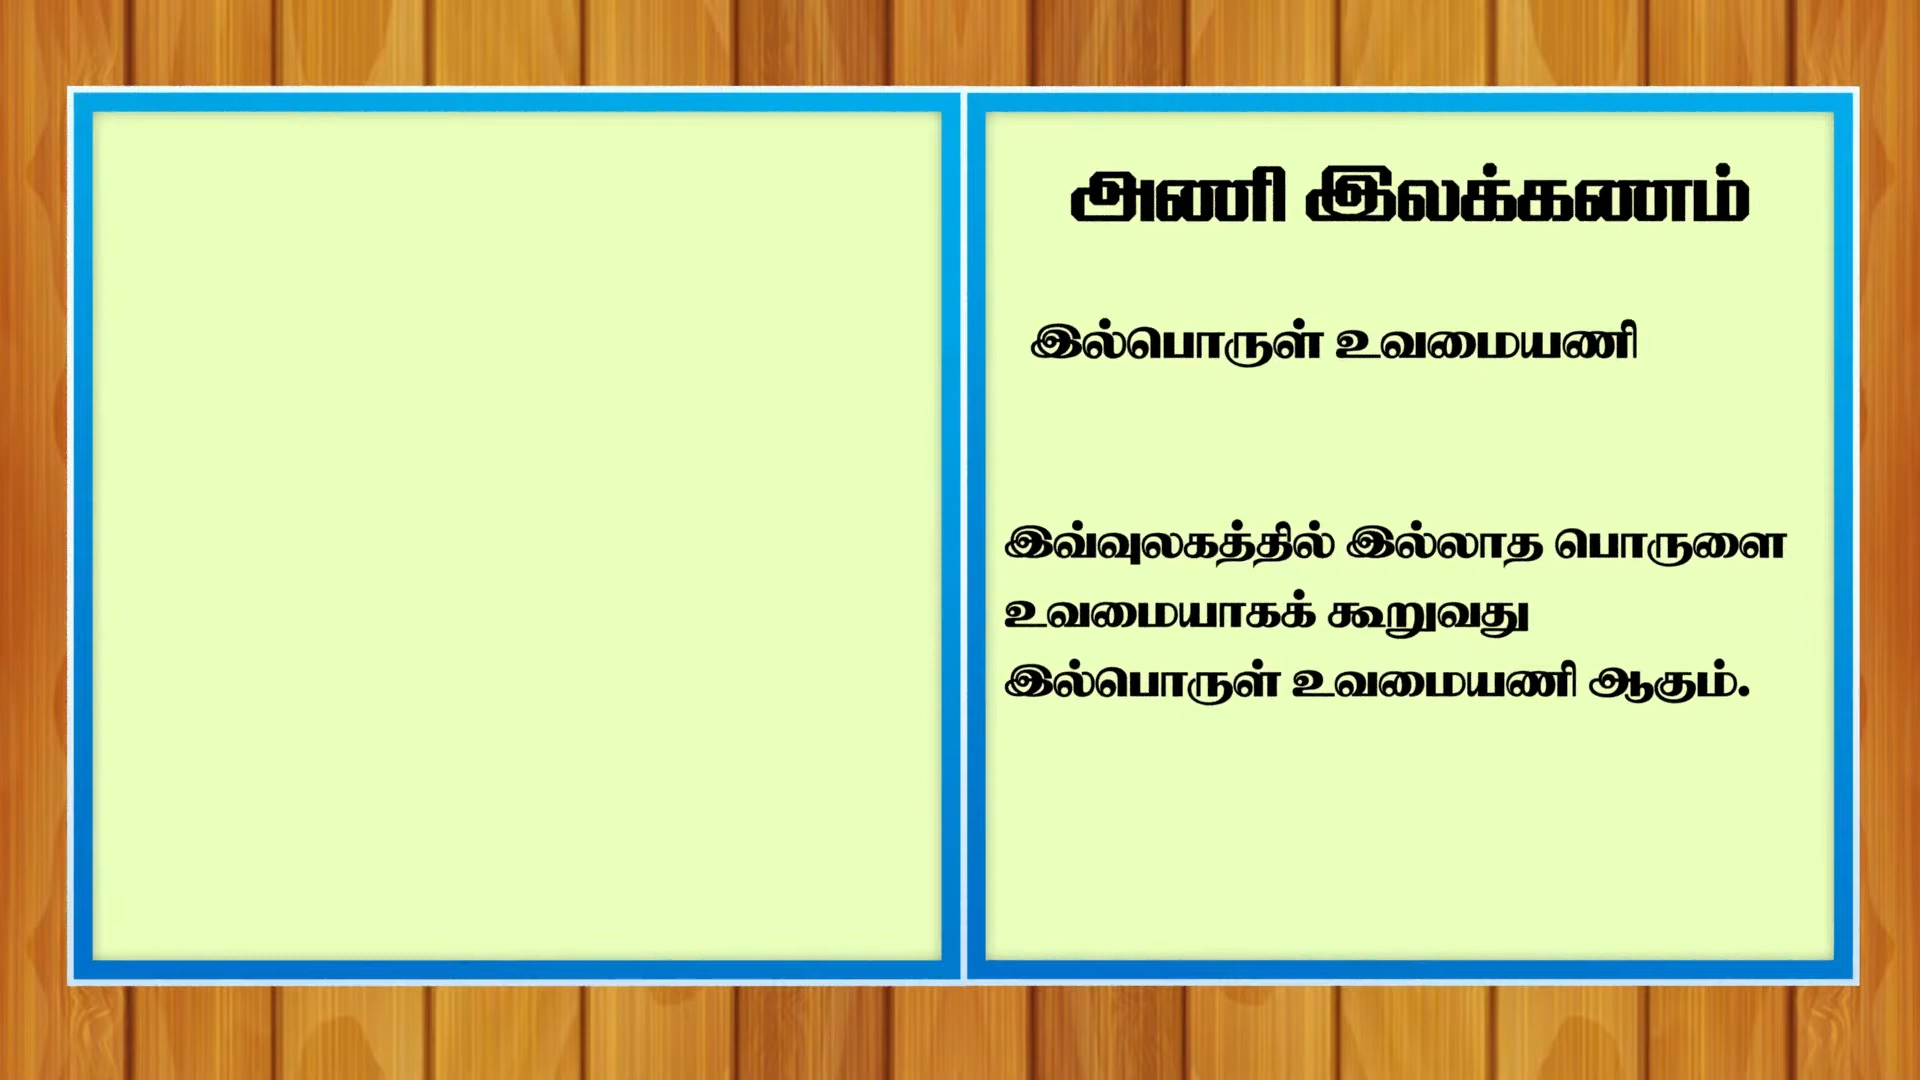 அணி இலக்கணம்
இல்பொருள் உவமையணி
இவ்வுலகத்தில் இல்லாத பொருளை
உவமையாகக் கூறுவது
இல்பொருள் உவமையணி ஆகும்.